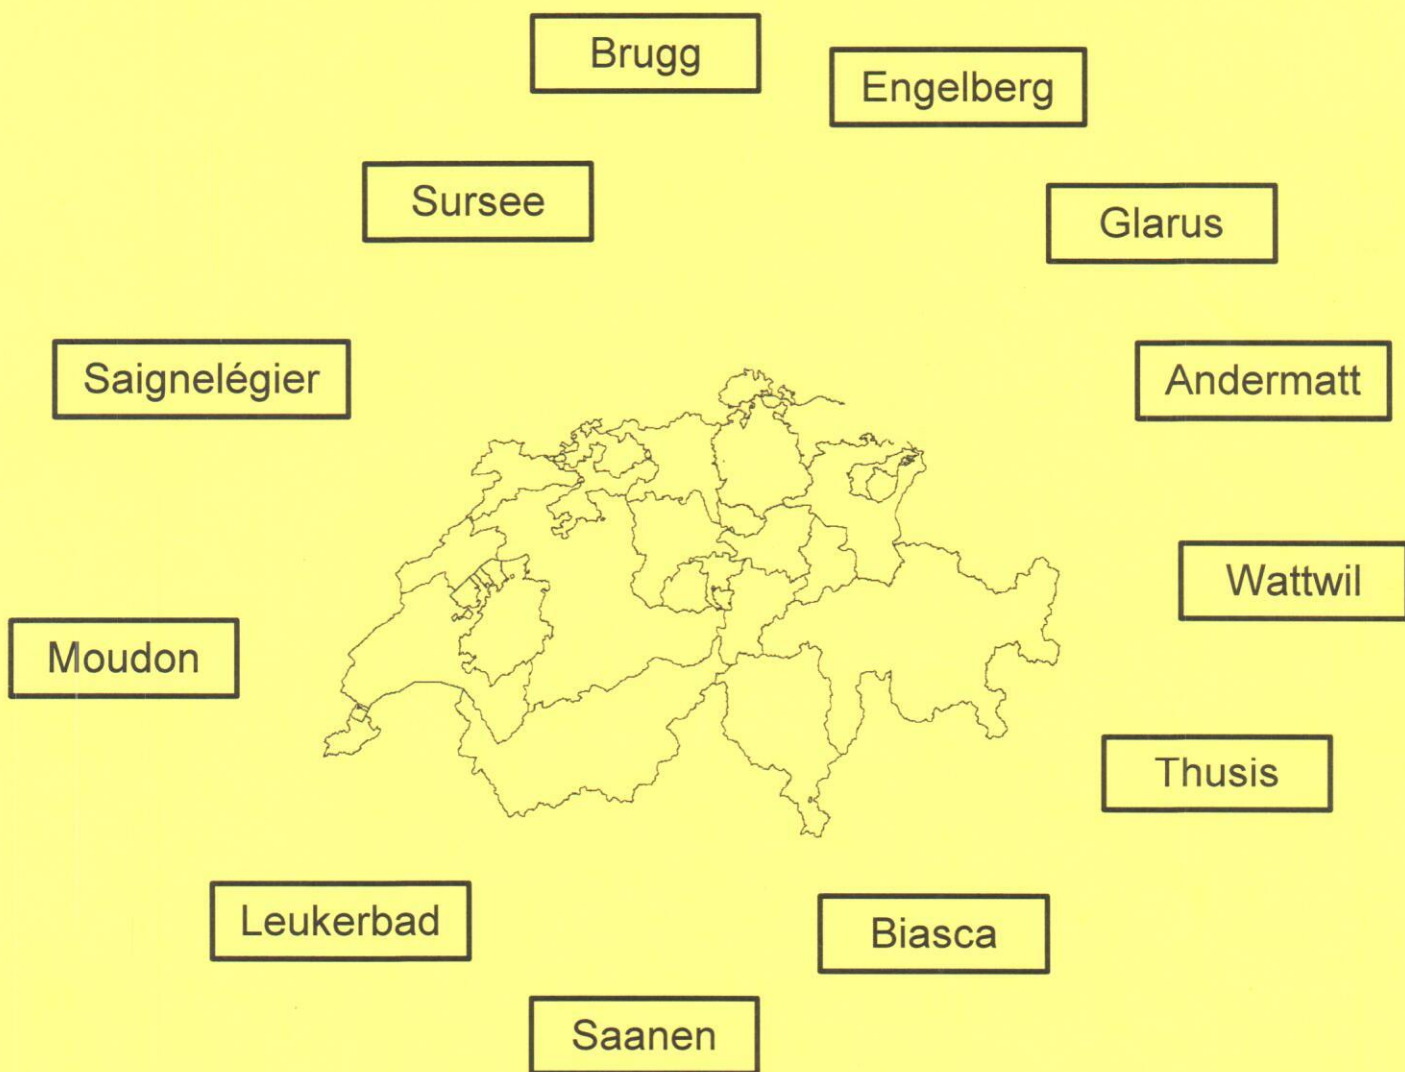 Brugg
Engelberg
Sursee
Glarus
Saignelégier
Andermatt
Wattwil
Moudon
Thusis
Leukerbad
Biasca
Saanen